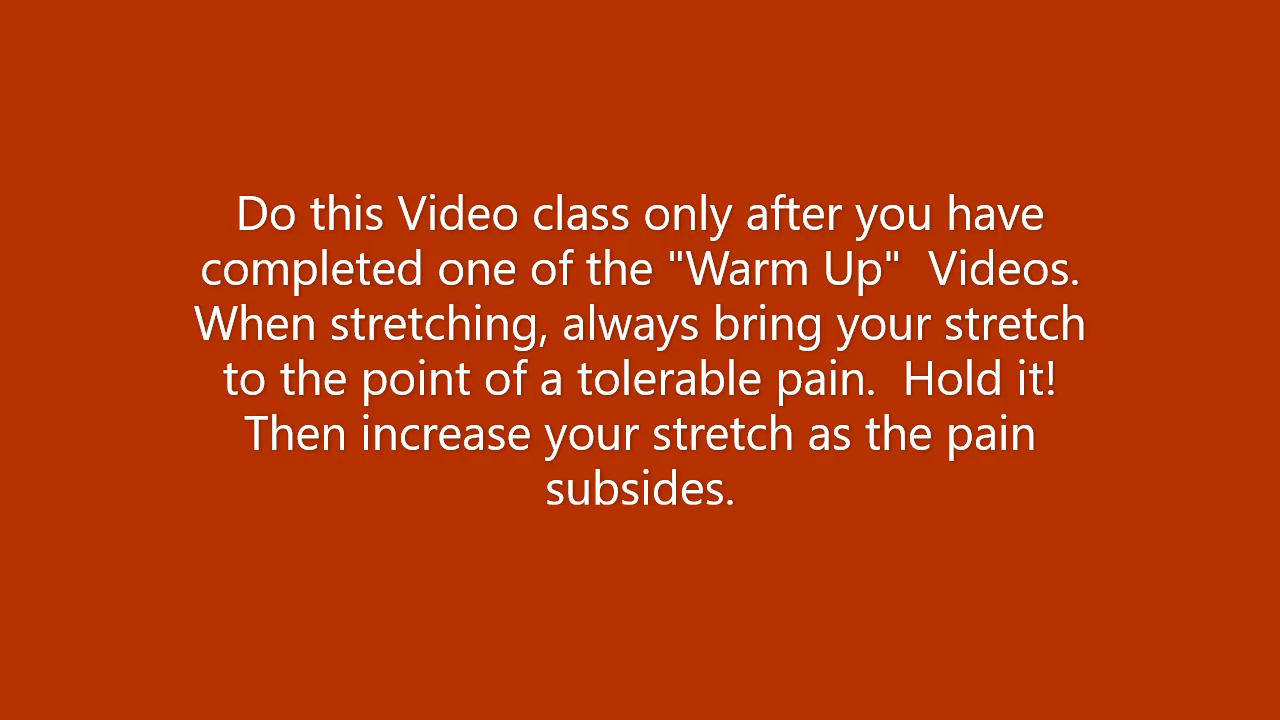 Do this Video class only after you have
completed one of the "Warm Up"  Videos.
When stretching, always bring your stretch
to the point of a tolerable pain.  Hold it!
Then increase your stretch as the pain
subsides.